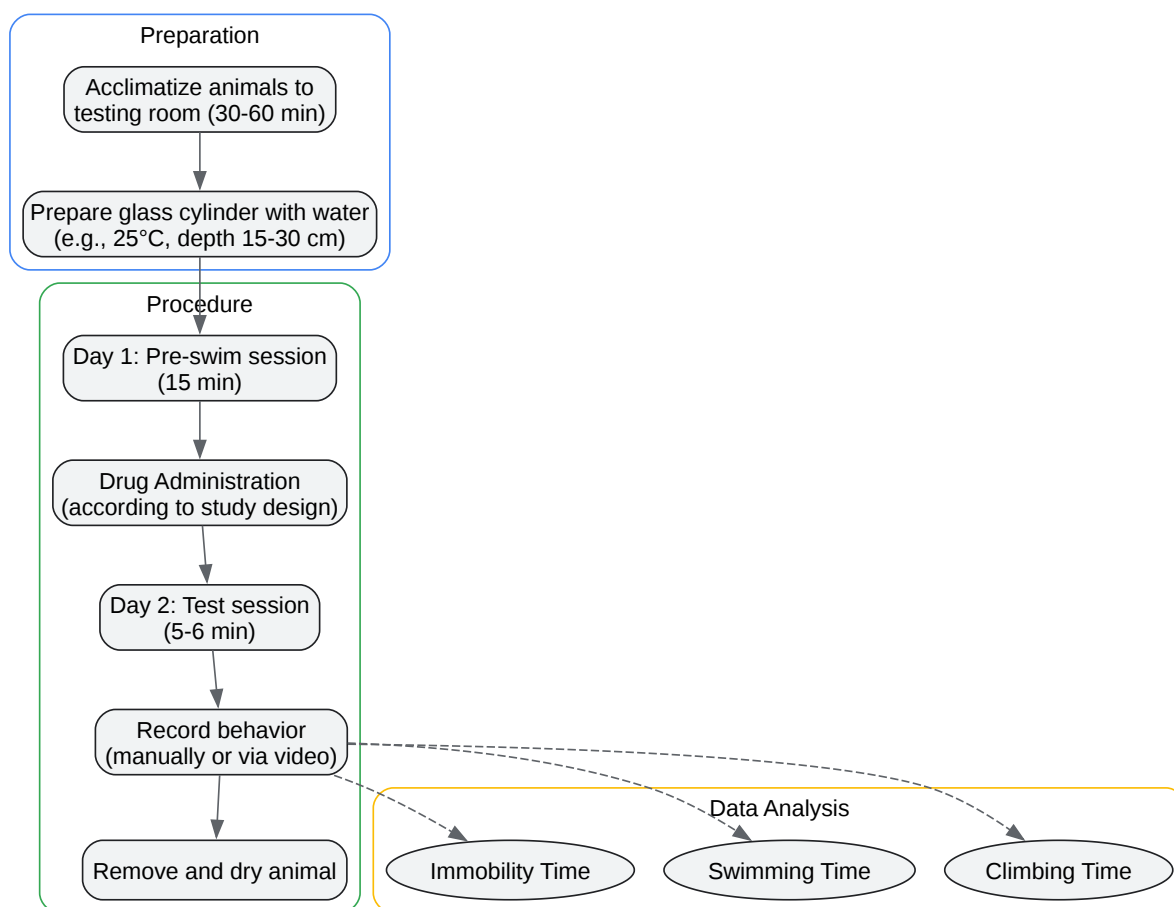 Preparation
Acclimatize animals to
testing room (30-60 min)
Prepare glass cylinder with water
(e.g., 25°C, depth 15-30 cm)
Procedure
Day 1: Pre-swim session
(15 min)
Drug Administration
(according to study design)
Day 2: Test session
(5-6 min)
Record behavior
(manually or via video)
Remove and dry animal
Data Analysis
Immobility Time
Swimming Time
Climbing Time